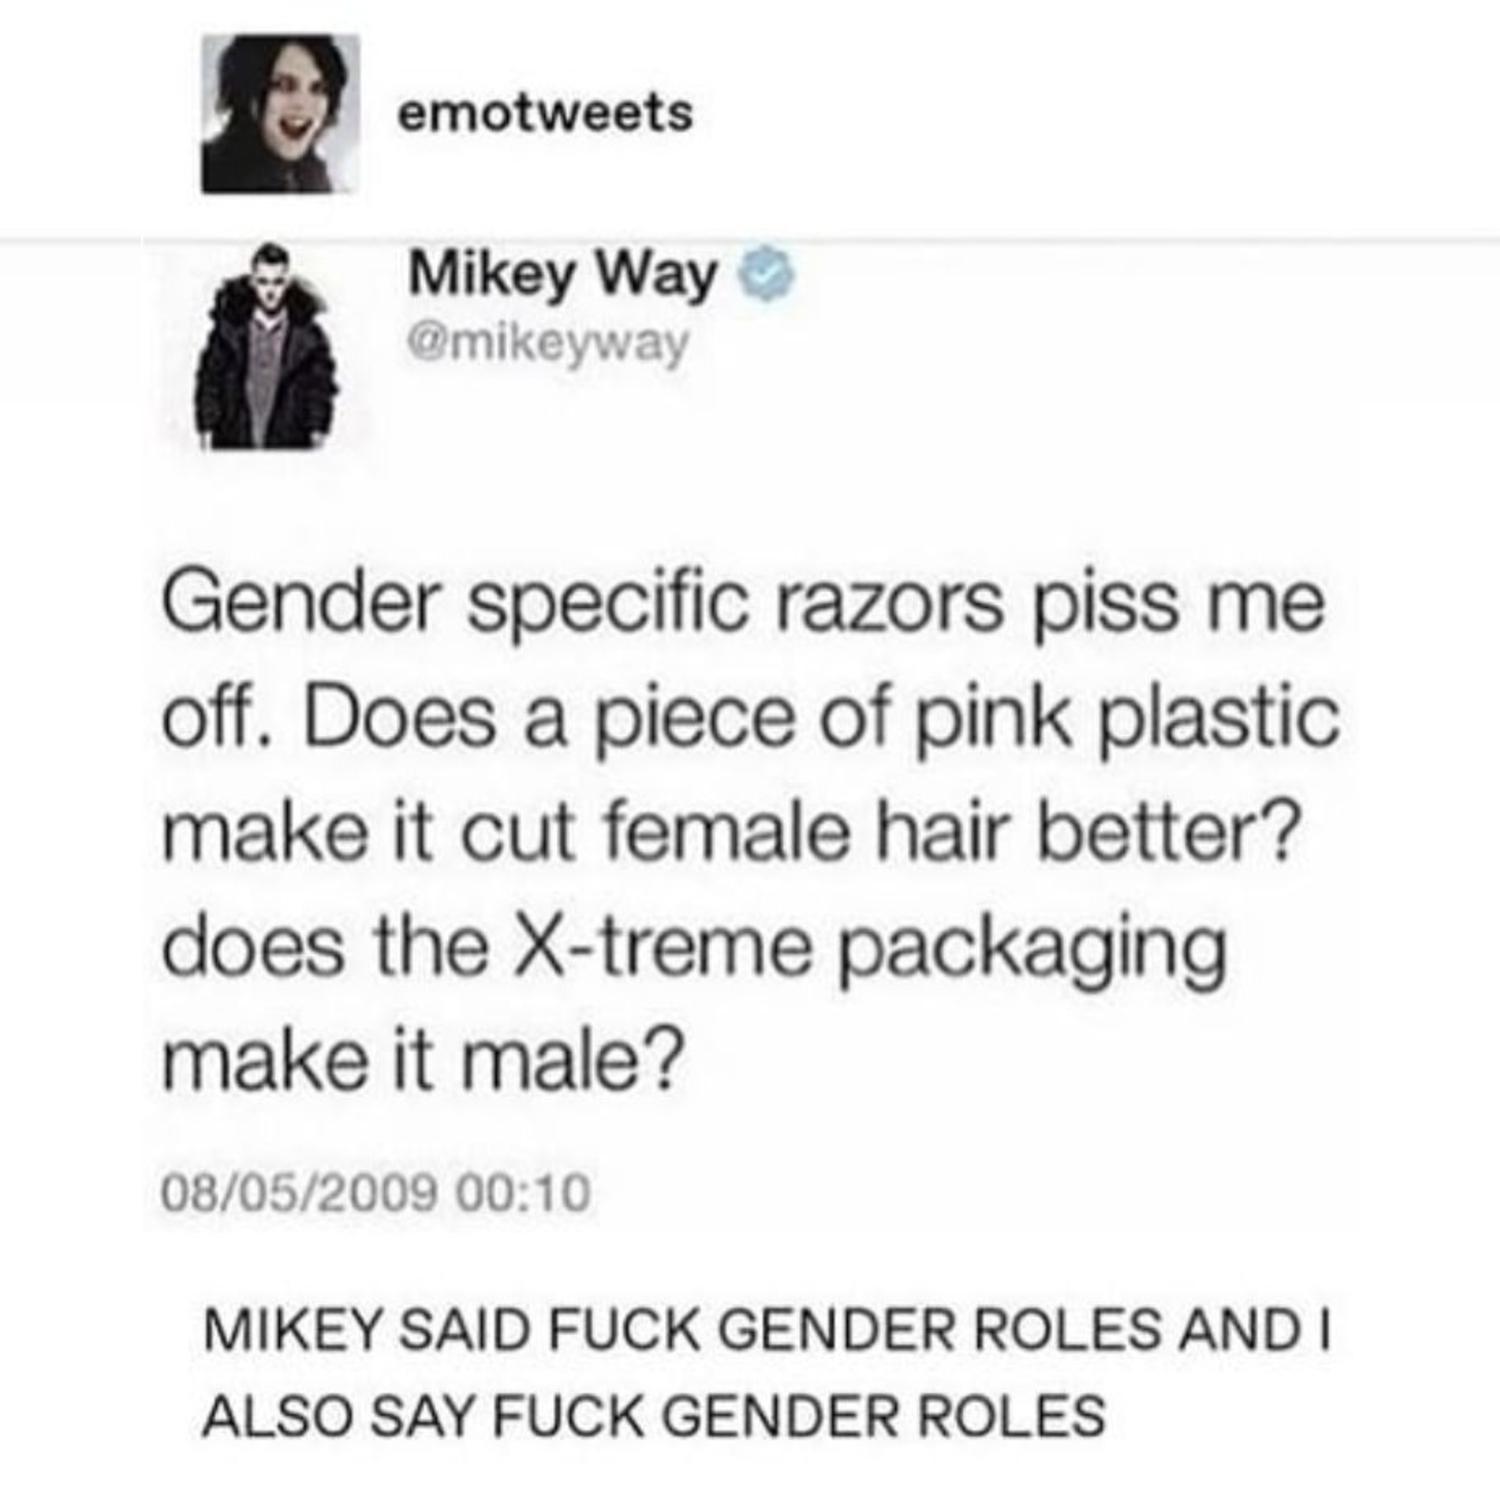 emotweets
Mikey Way
@mikeyway
Gender specific razors piss me
off. Does a piece of pink plastic
make it cut female hair better?
does the X-treme packaging
make it male?
08/05/2009 00:10
MIKEY SAID FUCK GENDER ROLES AND I
ALSO SAY FUCK GENDER ROLES